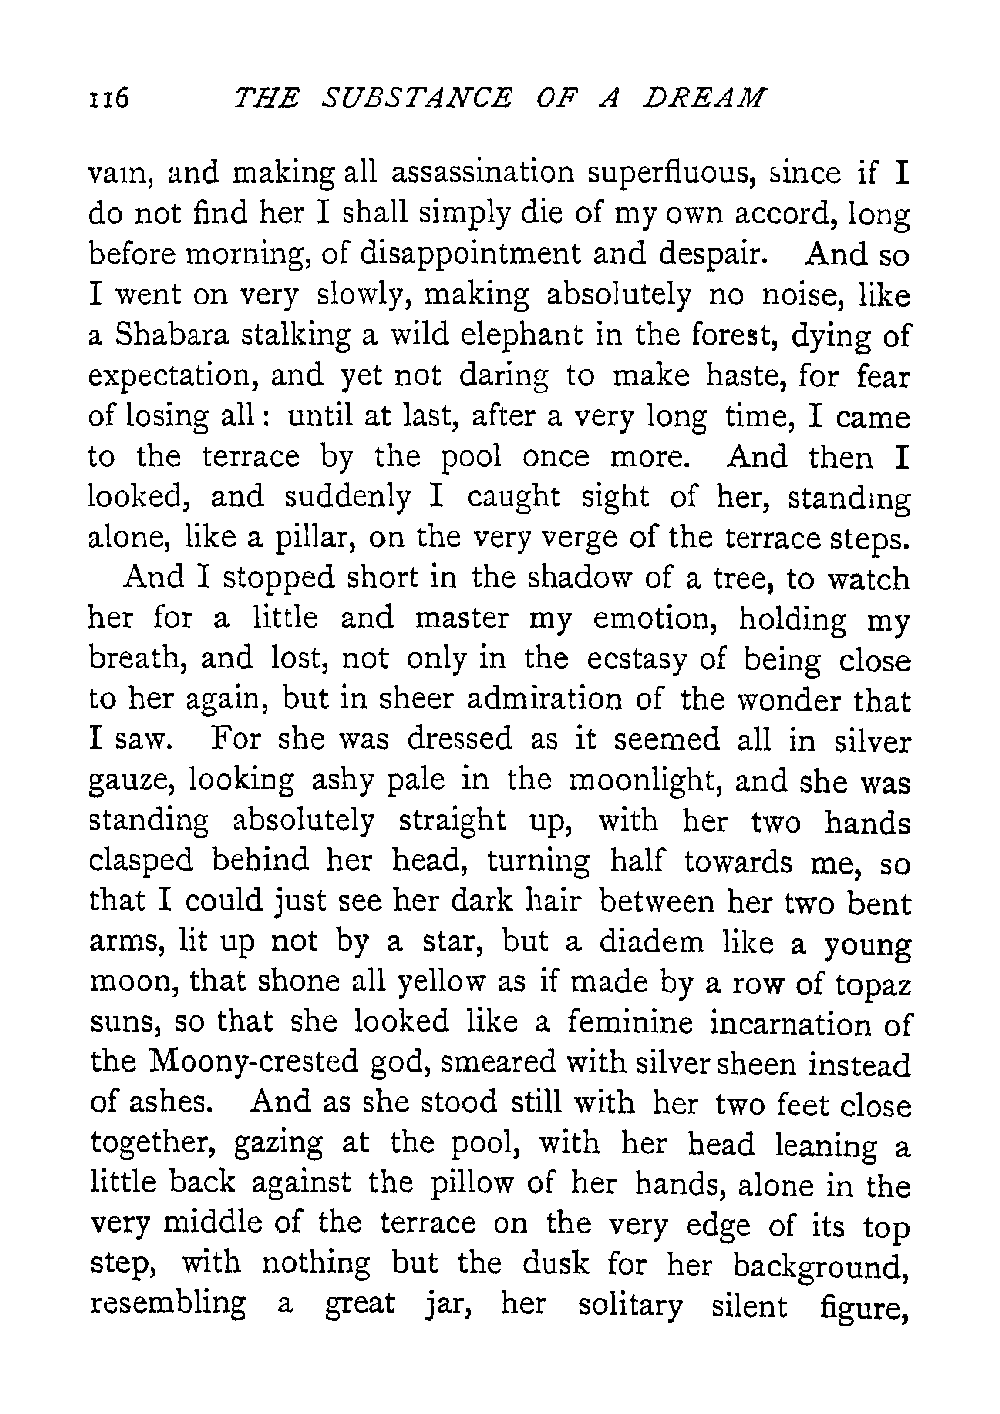 116 THE SUBSTANCE OF A DREAM
vain, and making all assassination superfluous, since if I
do not find her I shall simply die of my own accord, long
before morning, of disappointment and despair. And so
I went on very slowly, making absolutely no noise, like
a Shabara stalking a wild elephant in the forest, dying of
expectation, and yet not daring to make haste, for fear
of losing all: until at last, after a very long time, I came
to the terrace by the pool once more. And then I
looked, and suddenly I caught sight of her, standing
alone, like a pillar, on the very verge of the terrace steps.
And I stopped short in the shadow of a tree, to watch
her for a little and master my emotion, holding my
breath, and lost, not only in the ecstasy of being close
to her again, but in sheer admiration of the wonder that
I saw. For she was dressed as it seemed all in silver
gauze, looking ashy pale in the moonlight, and she was
standing absolutely straight up, with her two hands
clasped behind her head, turning half towards me, so
that I could just see her dark hair between her two bent
arms, lit up not by a star, but a diadem like a young
moon, that shone all yellow as if made by a row of topaz
suns, so that she looked like a feminine incarnation of
the Moony-crested god, smeared with silver sheen instead
of ashes. And as she stood still with her two feet close
together, gazing at the pool, with her head leaning a
little back against the pillow of her hands, alone in the
very middle of the terrace on the very edge of its top
step, with nothing but the dusk for her background,
resembling a great jar, her solitary silent figure,